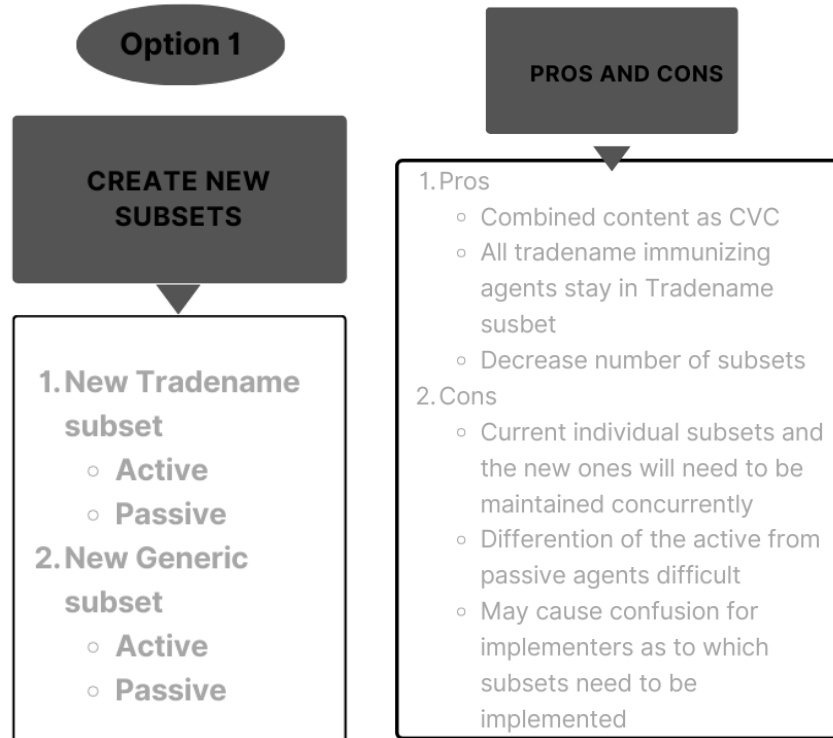 Option 1
CREATE NEW
SUBSETS
1. New Tradename
subset
◦ Active
◦ Passive
2. New Generic
subset
◦ Active
◦ Passive
PROS AND CONS
1. Pros
◦ Combined content as CVC
◦ All tradename immunizing
agents stay in Tradename
susbet
◦ Decrease number of subsets
2. Cons
◦ Current individual subsets and
the new ones will need to be
maintained concurrently
◦ Differention of the active from
passive agents difficult
◦ May cause confusion for
implementers as to which
subsets need to be
implemented